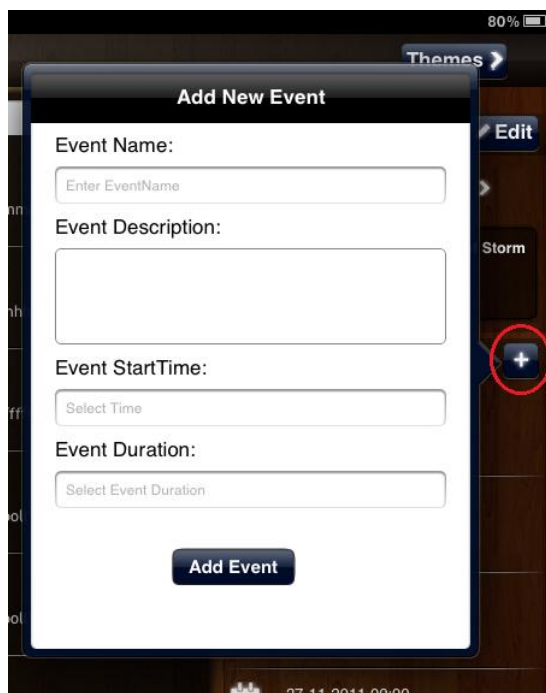 80%
Themes
Add New Event
Edit
Event Name:
Enter EventName
Event Description:
Storm
Event StartTime:
+
Select Time
Event Duration:
Select Event Duration
Add Event
27-11-2011 00:00